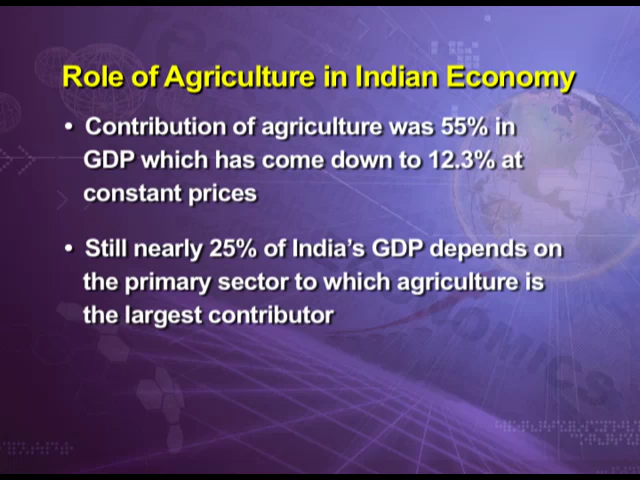 Role of Agriculture in Indian Economy
• Contribution of agriculture was 55% in
GDP which has come down to 12.3% at
constant prices
• Still nearly 25% of India's GDP depends on
the primary sector to which agriculture is
the largest contributor